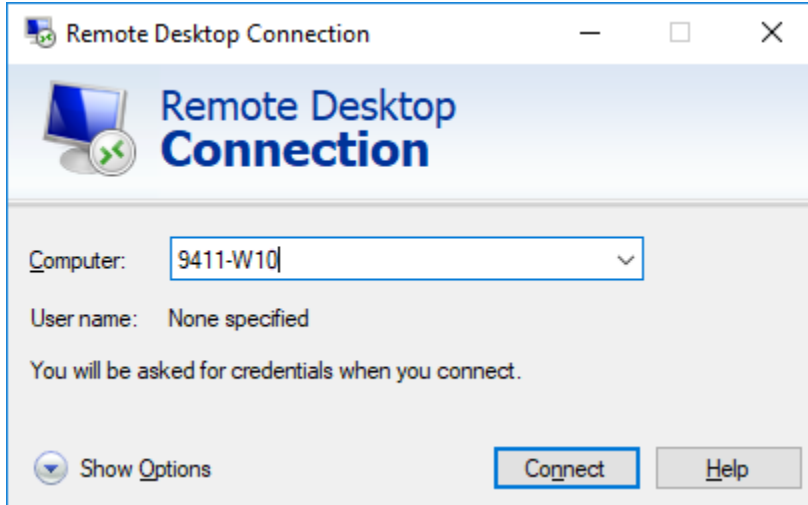 Remote Desktop Connection
Remote Desktop
Connection
Computer: 9411-W10
User name: None specified
You will be asked for credentials when you connect.
Show Options Connect Help